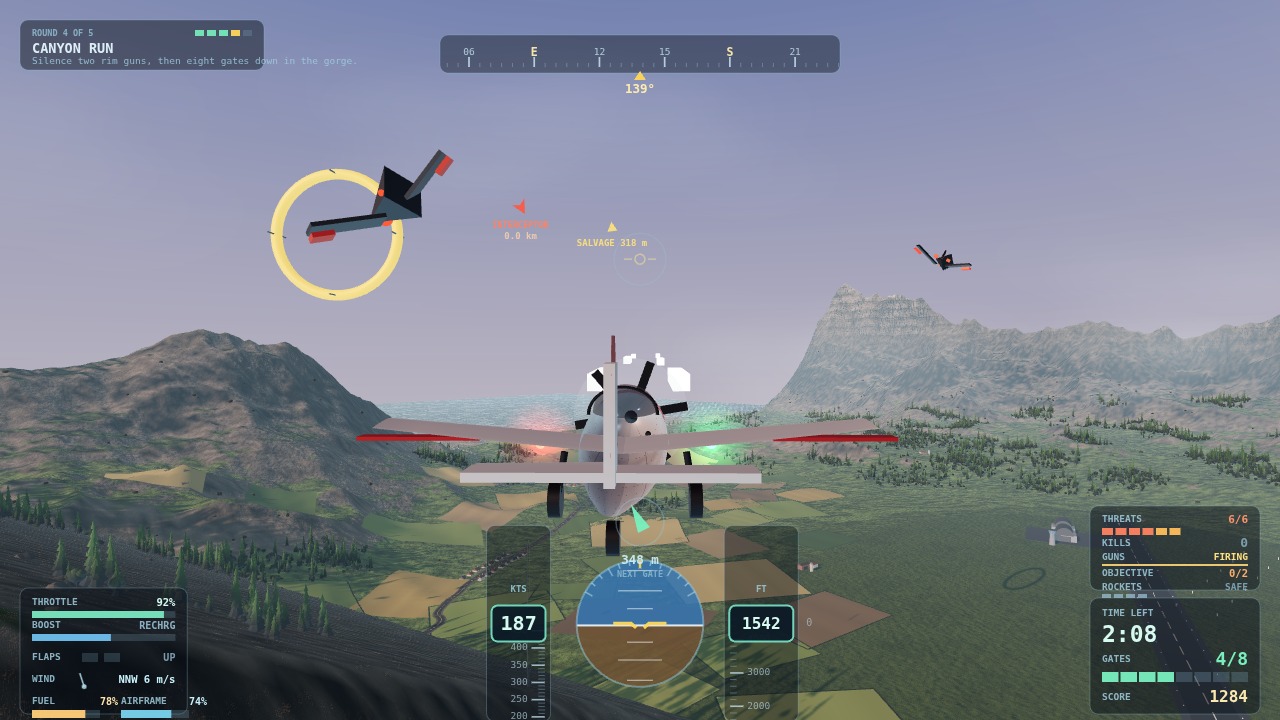 ROUND 4 OF 5
CANYON RUN
Silence two rim guns, then eight gates down in the gorge.
06 E 12 15 S 21
139°
0.0 km
SALVAGE 318 m
348 m
NEXT GATE
KTS
187
400
350
300
250
200
FT
1542
0
3000
2000
THROTTLE 92%
BOOST RECHRG
FLAPS UP
WIND NNW 6 m/s
FUEL 78% AIRFRAME 74%
THREATS 6/6
KILLS 0
GUNS FIRING
OBJECTIVE 0/2
ROCKETS SAFE
TIME LEFT
2:08
GATES 4/8
SCORE 1284